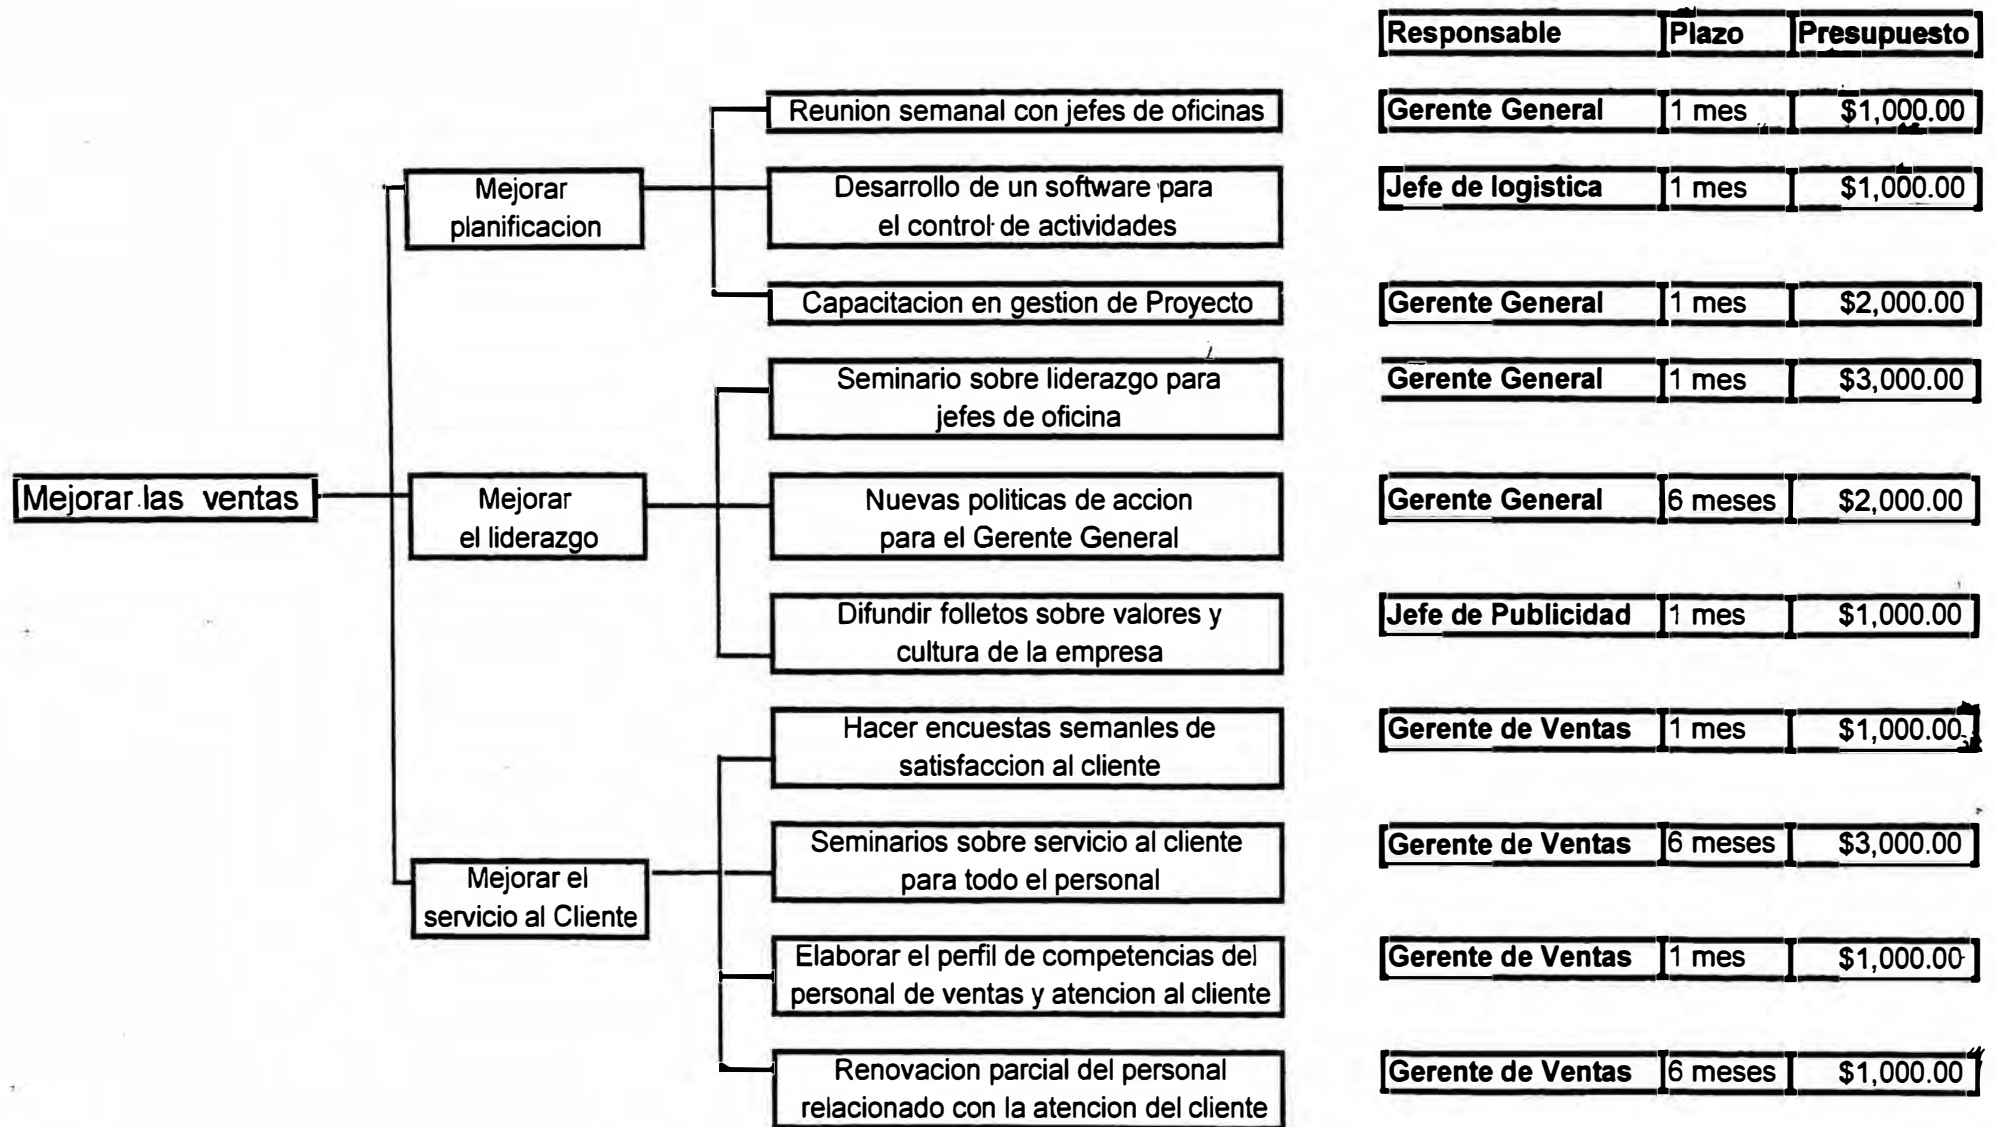 Responsable Plazo Presupuesto
Reunion semanal con jefes de oficinas
Gerente General 1 mes $1,000.00
Mejorar
planificacion
Desarrollo de un software para
el control de actividades
Jefe de logistica 1 mes $1,000.00
Capacitacion en gestion de Proyecto
Gerente General 1 mes $2,000.00
Seminario sobre liderazgo para
jefes de oficina
Gerente General 1 mes $3,000.00
Mejorar las ventas
Mejorar
el liderazgo
Nuevas politicas de accion
para el Gerente General
Gerente General 6 meses $2,000.00
Difundir folletos sobre valores y
cultura de la empresa
Jefe de Publicidad 1 mes $1,000.00
Hacer encuestas semanles de
satisfaccion al cliente
Gerente de Ventas 1 mes $1,000.00
Mejorar el
servicio al Cliente
Seminarios sobre servicio al cliente
para todo el personal
Gerente de Ventas 6 meses $3,000.00
Elaborar el perfil de competencias del
personal de ventas y atencion al cliente
Gerente de Ventas 1 mes $1,000.00
Renovacion parcial del personal
relacionado con la atencion del cliente
Gerente de Ventas 6 meses $1,000.00